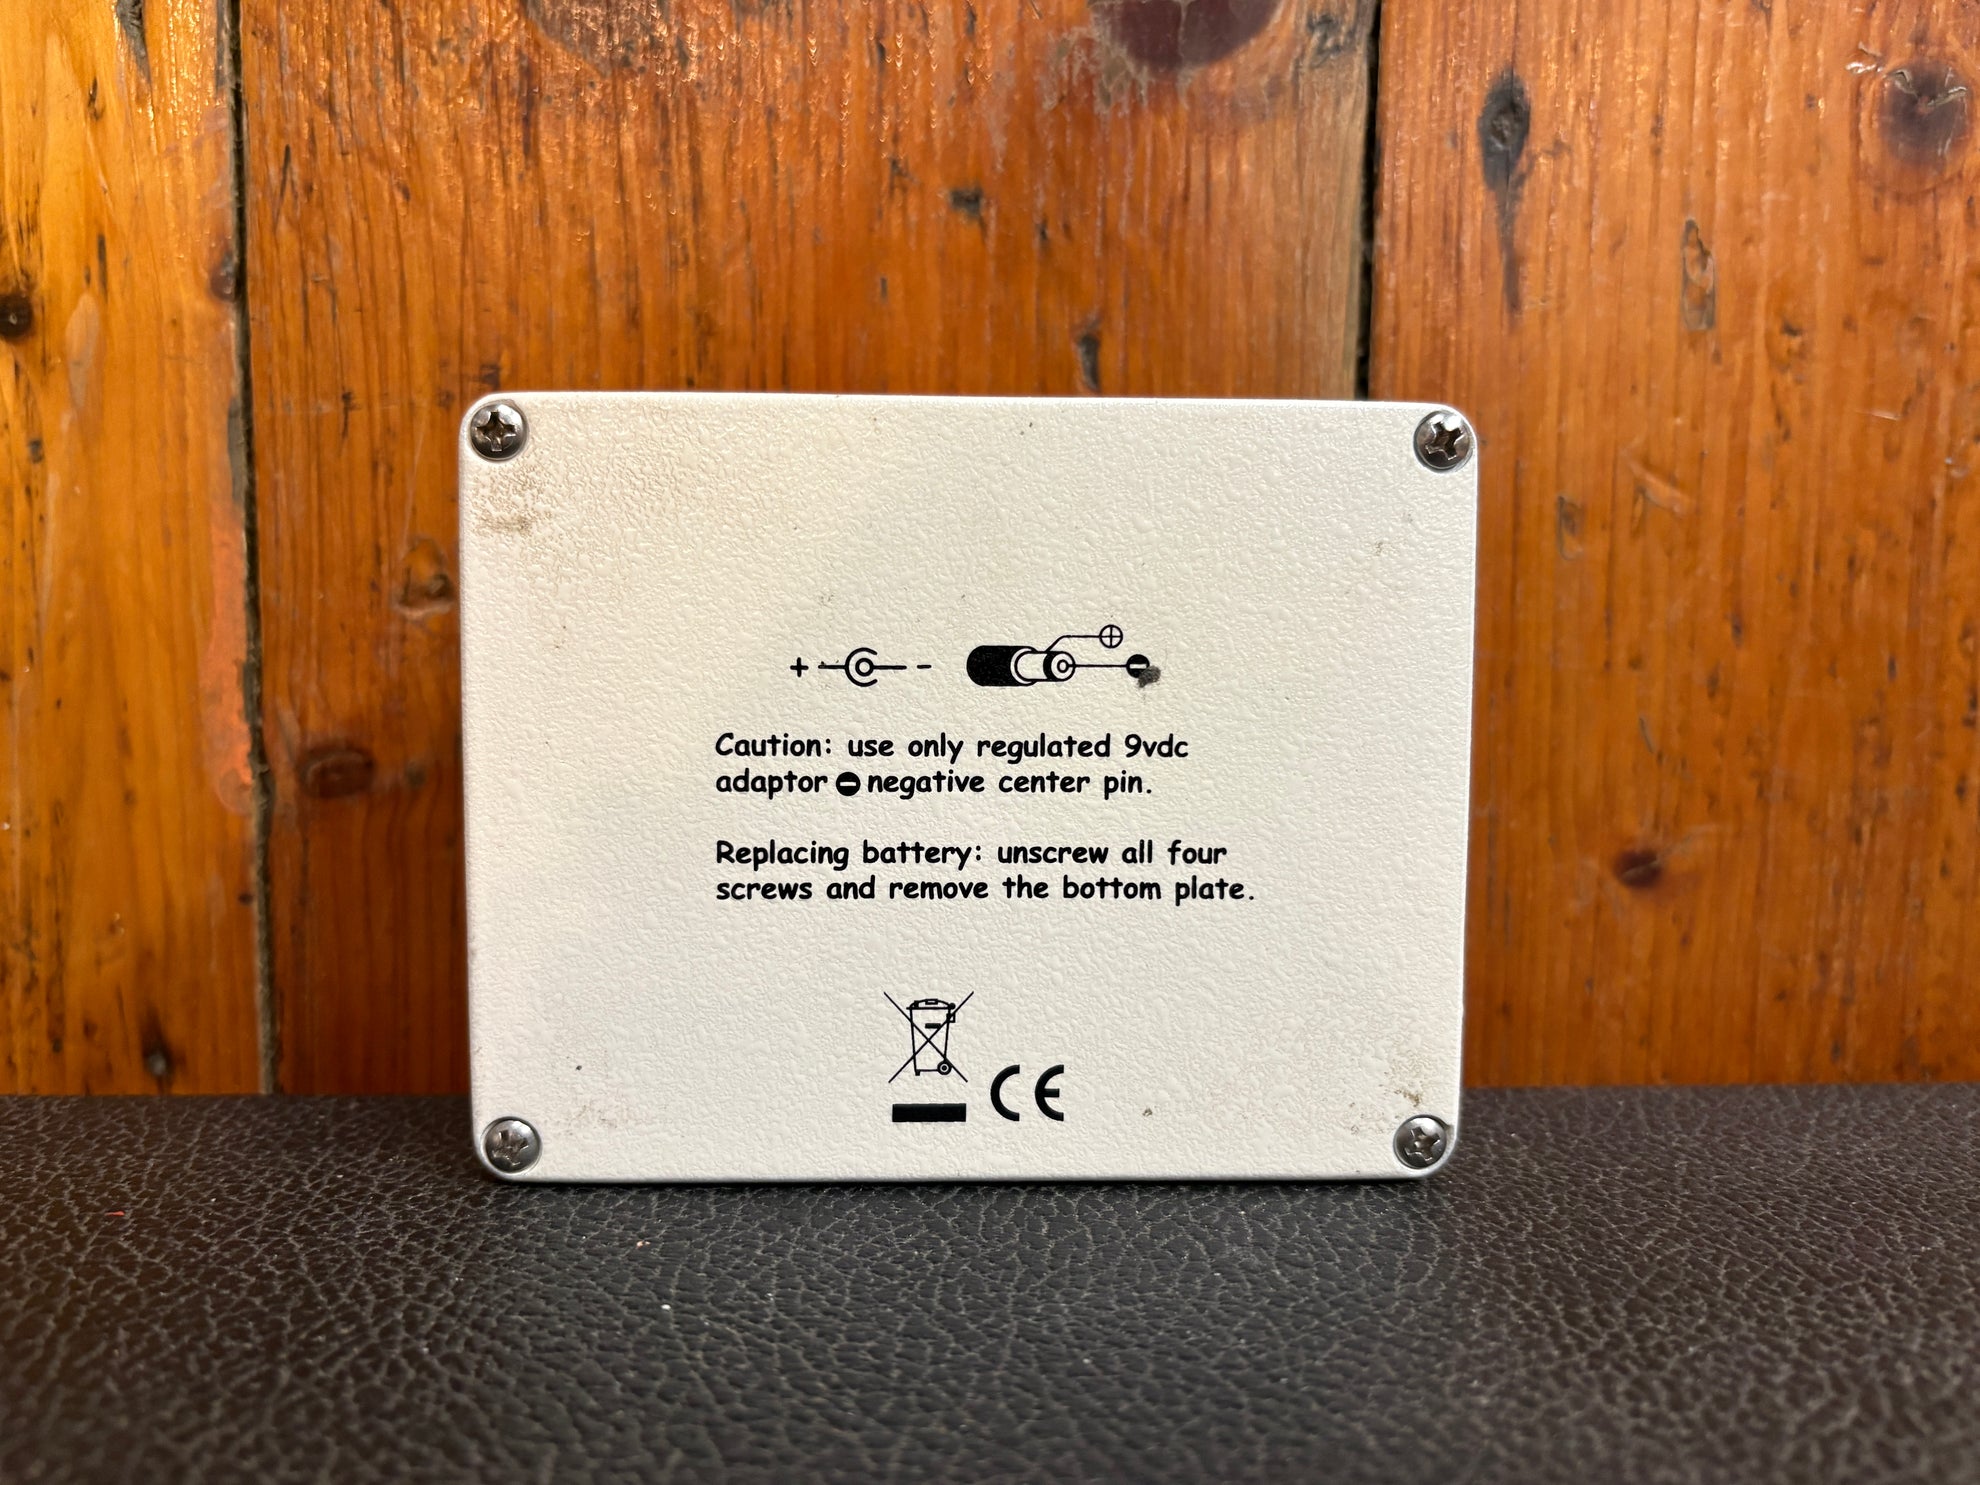 + -
Caution: use only regulated 9vdc
adaptor negative center pin.
Replacing battery: unscrew all four
screws and remove the bottom plate.
CE